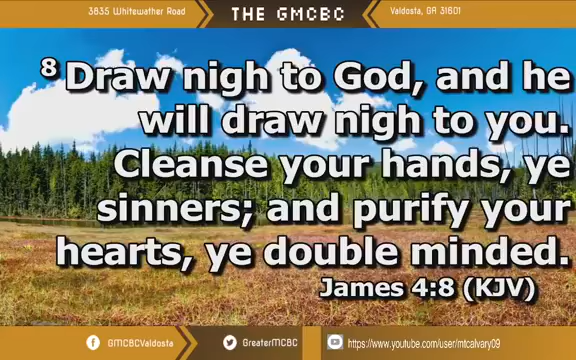 3835 Whitewather Road
THE GMCBC
Valdosta, GA 31601
8 Draw nigh to God, and he
will draw nigh to you.
Cleanse your hands, ye
sinners; and purify your
hearts, ye double minded.
James 4:8 (KJV)
GMCBCValdosta
GreaterMCBC
https://www.youtube.com/user/mtcalvary09